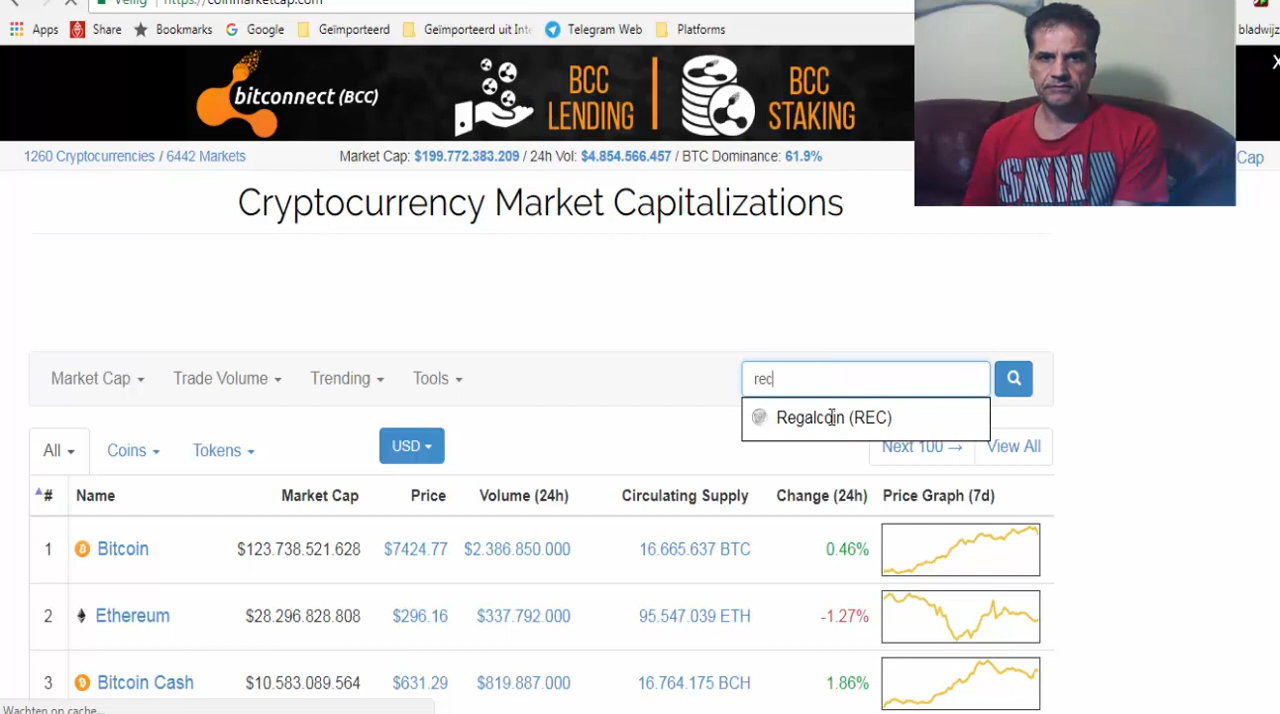 Veilig https://coinmarketcap.com
Apps Share Bookmarks Google Geïmporteerd Geïmporteerd uit Int Telegram Web Platforms bladwijz
bitconnect (BCC) BCC LENDING BCC STAKING X
1260 Cryptocurrencies / 6442 Markets Market Cap: $199.772.383.209 / 24h Vol: $4.854.566.457 / BTC Dominance: 61.9% Cap
SKIL
Cryptocurrency Market Capitalizations
Market Cap Trade Volume Trending Tools rec
Regalcoin (REC)
All Coins Tokens USD Next 100 → View All
# Name Market Cap Price Volume (24h) Circulating Supply Change (24h) Price Graph (7d)
1 Bitcoin $123.738.521.628 $7424.77 $2.386.850.000 16.665.637 BTC 0.46%
2 Ethereum $28.296.828.808 $296.16 $337.792.000 95.547.039 ETH -1.27%
3 Bitcoin Cash $10.583.089.564 $631.29 $819.887.000 16.764.175 BCH 1.86%
Wachten op cache...